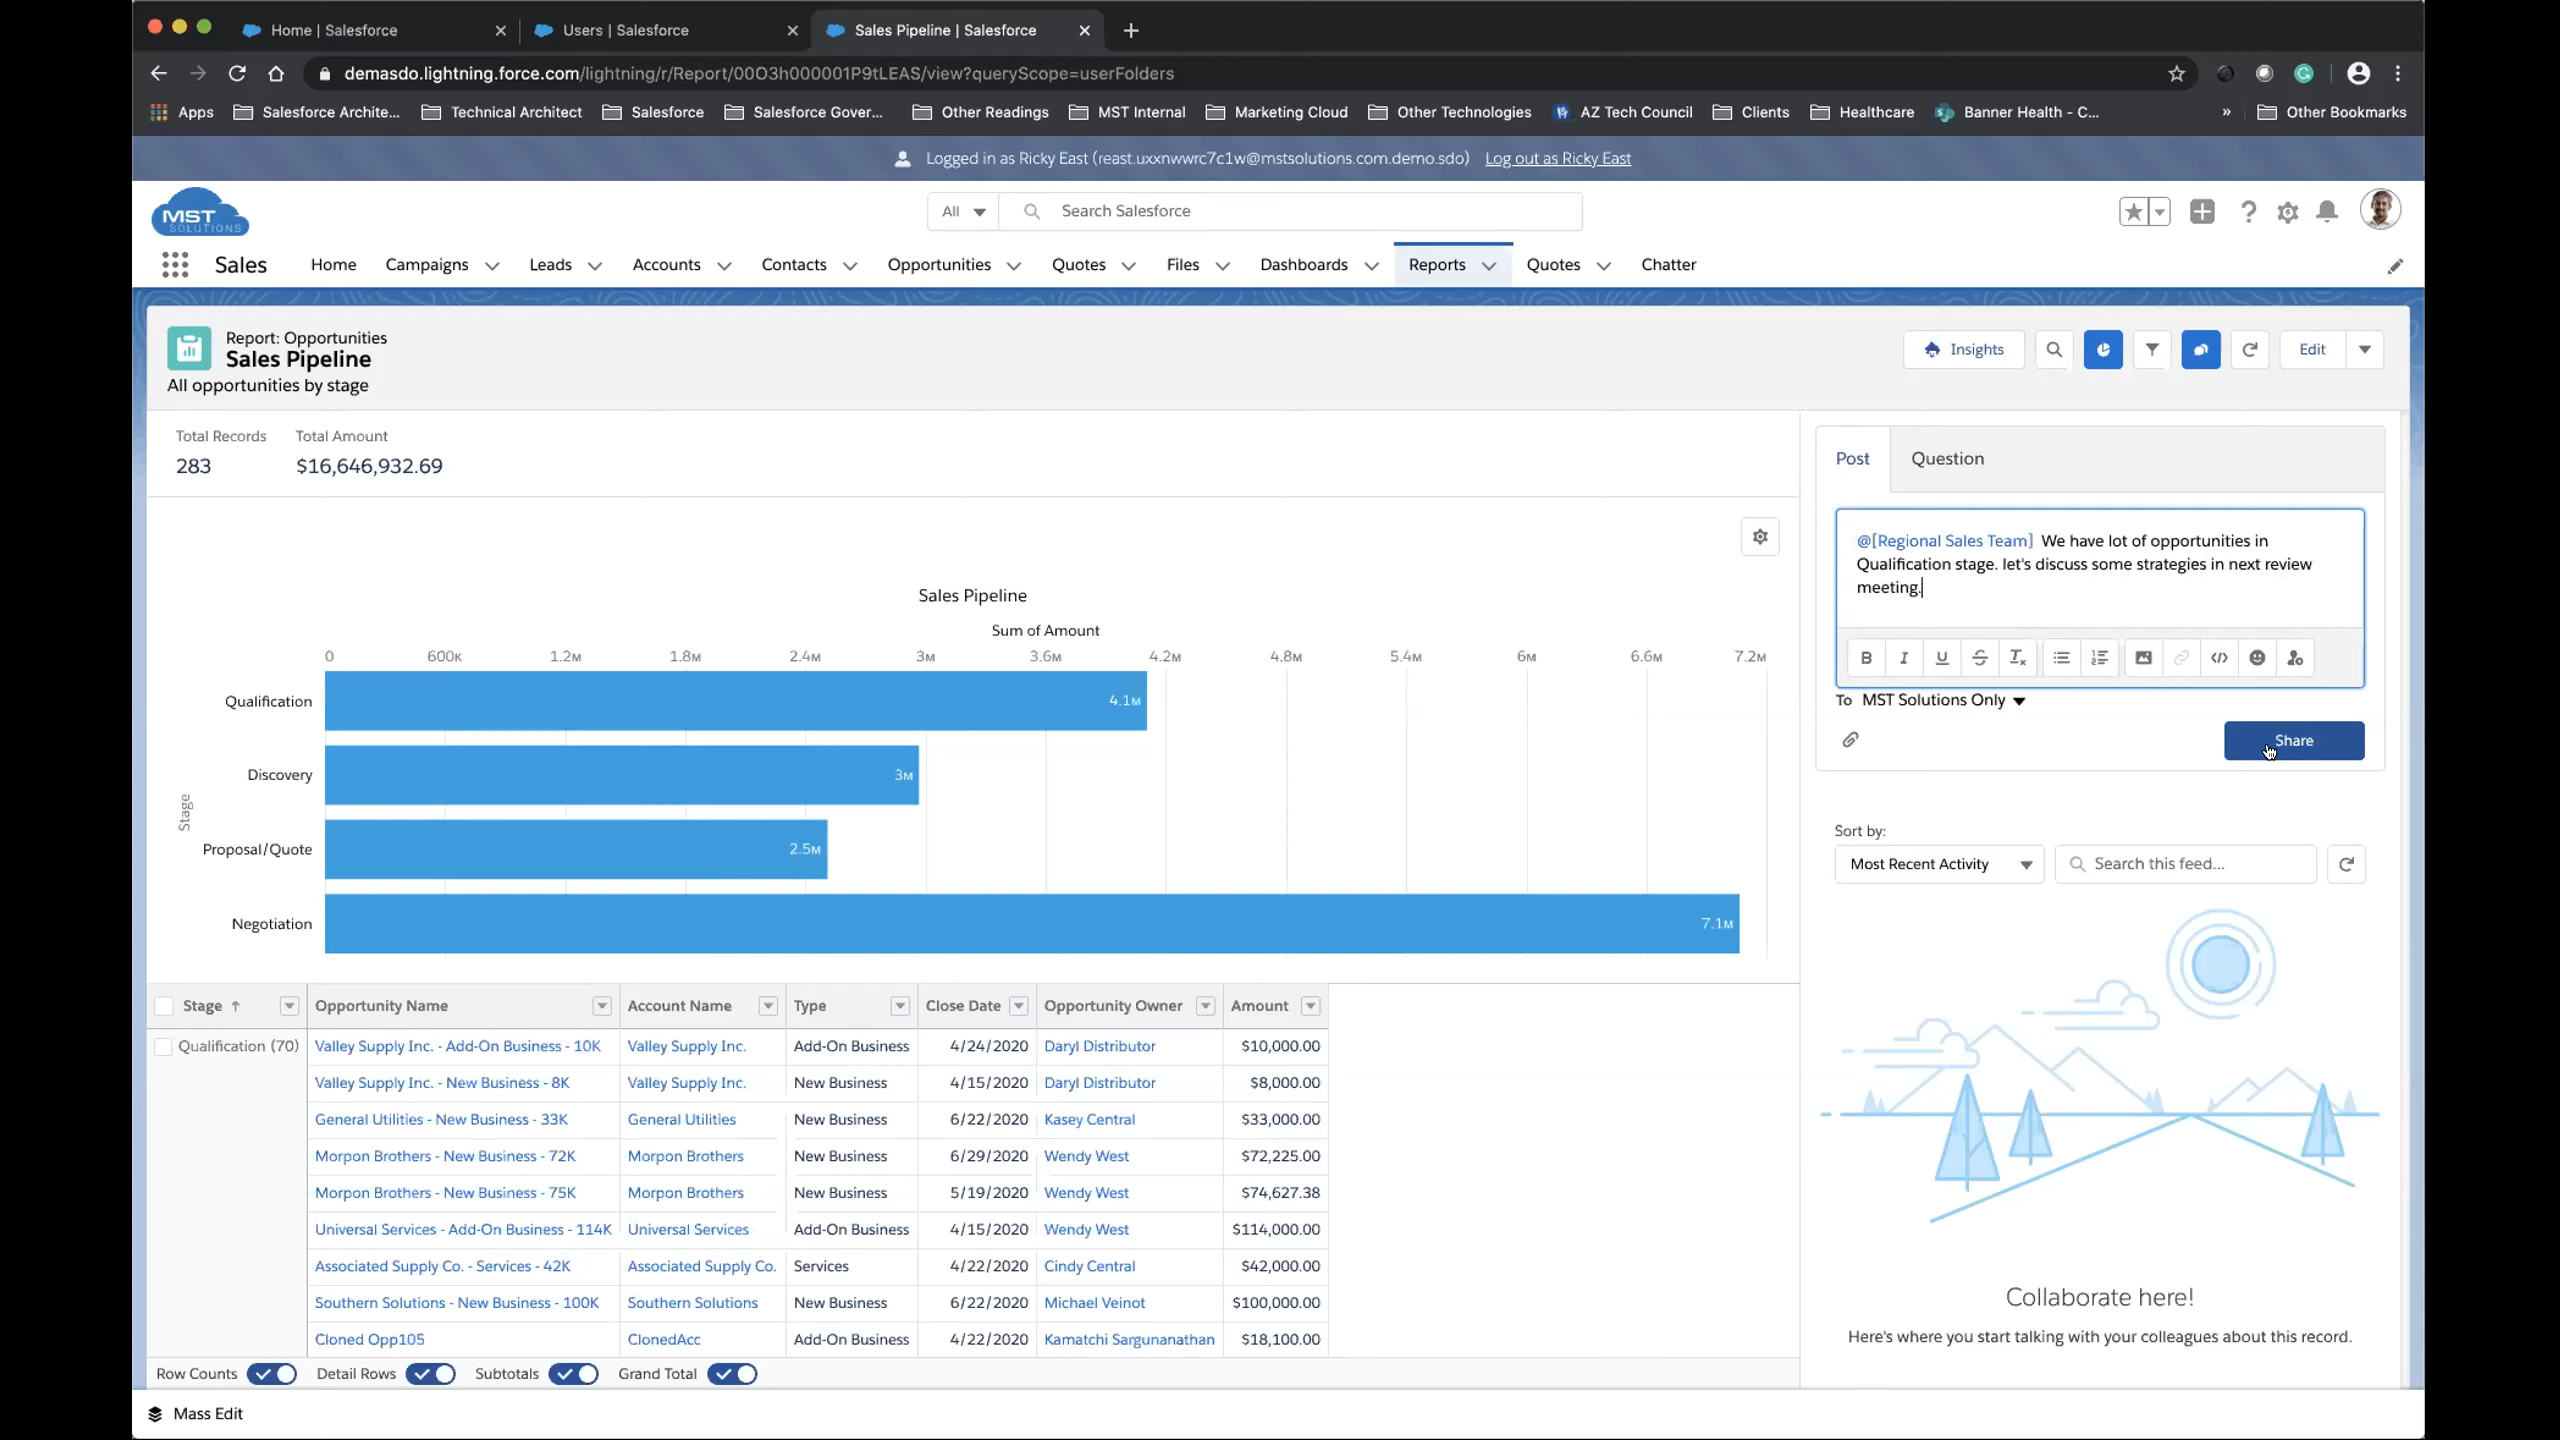 Home | Salesforce
Users | Salesforce
Sales Pipeline | Salesforce
demasdo.lightning.force.com/lightning/r/Report/00O3h000001P9tLEAS/view?queryScope=userFolders
Apps
Salesforce Archite...
Technical Architect
Salesforce
Salesforce Gover...
Other Readings
MST Internal
Marketing Cloud
Other Technologies
AZ Tech Council
Clients
Healthcare
Banner Health - C...
»
Other Bookmarks
Logged in as Ricky East (reast.uxxnwwrc7c1w@mstsolutions.com.demo.sdo) Log out as Ricky East
MST
SOLUTIONS
All
Search Salesforce
Sales
Home
Campaigns
Leads
Accounts
Contacts
Opportunities
Quotes
Files
Dashboards
Reports
Quotes
Chatter
Report: Opportunities
Sales Pipeline
All opportunities by stage
Insights
Edit
Total Records
283
Total Amount
$16,646,932.69
Sales Pipeline
Sum of Amount
0 600K 1.2M 1.8M 2.4M 3M 3.6M 4.2M 4.8M 5.4M 6M 6.6M 7.2M
Stage
Qualification 4.1M
Discovery 3M
Proposal/Quote 2.5M
Negotiation 7.1M
Stage ↑ Opportunity Name Account Name Type Close Date Opportunity Owner Amount
Qualification (70) Valley Supply Inc. - Add-On Business - 10K Valley Supply Inc. Add-On Business 4/24/2020 Daryl Distributor $10,000.00
Valley Supply Inc. - New Business - 8K Valley Supply Inc. New Business 4/15/2020 Daryl Distributor $8,000.00
General Utilities - New Business - 33K General Utilities New Business 6/22/2020 Kasey Central $33,000.00
Morpon Brothers - New Business - 72K Morpon Brothers New Business 6/29/2020 Wendy West $72,225.00
Morpon Brothers - New Business - 75K Morpon Brothers New Business 5/19/2020 Wendy West $74,627.38
Universal Services - Add-On Business - 114K Universal Services Add-On Business 4/15/2020 Wendy West $114,000.00
Associated Supply Co. - Services - 42K Associated Supply Co. Services 4/22/2020 Cindy Central $42,000.00
Southern Solutions - New Business - 100K Southern Solutions New Business 6/22/2020 Michael Veinot $100,000.00
Cloned Opp105 ClonedAcc Add-On Business 4/22/2020 Kamatchi Sargunanathan $18,100.00
Row Counts Detail Rows Subtotals Grand Total
Mass Edit
Post
Question
@[Regional Sales Team] We have lot of opportunities in
Qualification stage. let's discuss some strategies in next review
meeting.
B I U S Tx
To MST Solutions Only
Share
Sort by:
Most Recent Activity
Search this feed...
Collaborate here!
Here's where you start talking with your colleagues about this record.